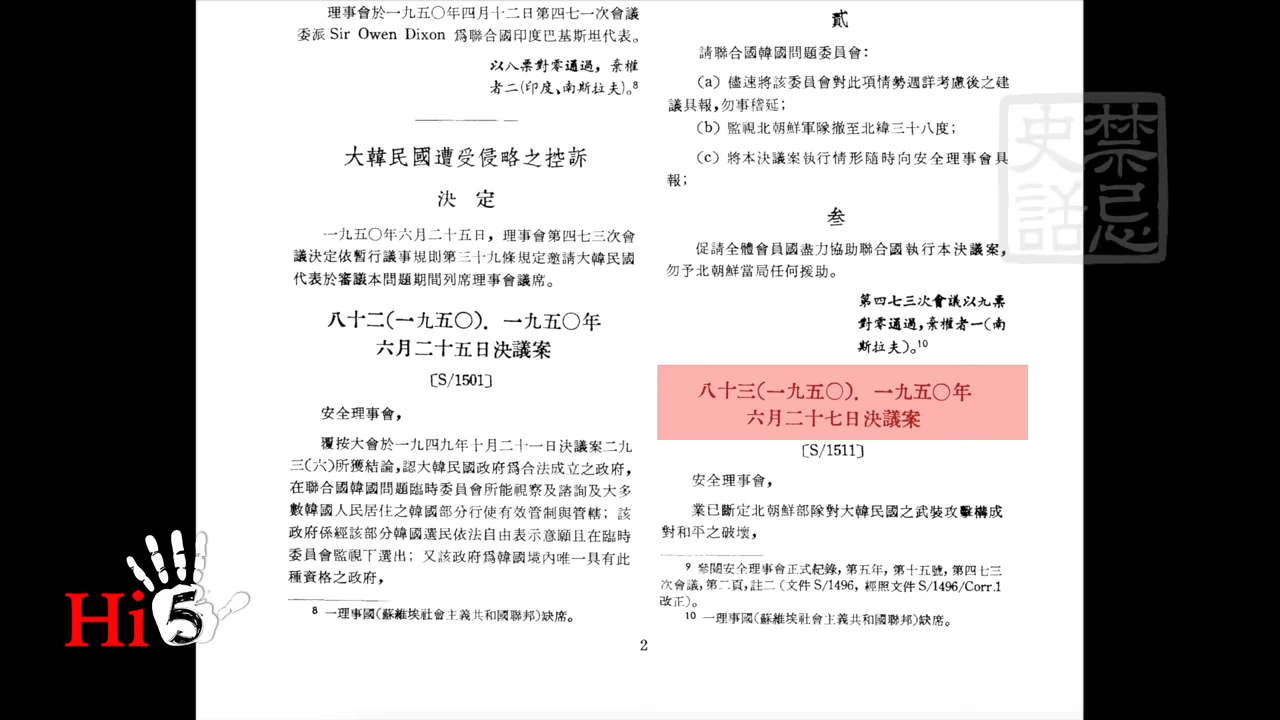 理事會於一九五〇年四月十二日第四七一次會議
委派 Sir Owen Dixon 爲聯合國印度巴基斯坦代表。
以八票對零通過，棄權
者二(印度、南斯拉夫)。8
大韓民國遭受侵略之控訴
決 定
一九五〇年六月二十五日，理事會第四七三次會
議決定依暫行議事規則第三十九條規定邀請大韓民國
代表於審議本問題期間列席理事會議席。
八十二(一九五〇). 一九五〇年
六月二十五日決議案
〔S/1501〕
安全理事會，
覆按大會於一九四九年十月二十一日決議案二九
三(六)所獲結論，認大韓民國政府爲合法成立之政府，
在聯合國韓國問題臨時委員會所能視察及諮詢及大多
數韓國人民居住之韓國部分行使有效管制與管轄；該
政府係經該部分韓國選民依法自由表示意願且在臨時
委員會監視下選出；又該政府爲韓國境內唯一具有此
種資格之政府，
8 一理事國(蘇維埃社會主義共和國聯邦)缺席。
貳
請聯合國韓國問題委員會：
(a) 儘速將該委員會對此項情勢週詳考慮後之建
議具報，勿事稽延；
(b) 監視北朝鮮軍隊撤至北緯三十八度；
(c) 將本決議案執行情形隨時向安全理事會具
報；
叁
促請全體會員國盡力協助聯合國執行本決議案，
勿予北朝鮮當局任何援助。
第四七三次會議以九票
對零通過，棄權者一(南
斯拉夫)。10
八十三(一九五〇). 一九五〇年
六月二十七日決議案
〔S/1511〕
安全理事會，
業已斷定北朝鮮部隊對大韓民國之武裝攻擊構成
對和平之破壞，
9 參閱安全理事會正式紀錄，第五年，第十五號，第四七三
次會議，第二頁，註二 (文件 S/1496, 經照文件 S/1496/Corr.1
改正)。
10 一理事國(蘇維埃社會主義共和國聯邦)缺席。
2
禁忌
史話
Hi5